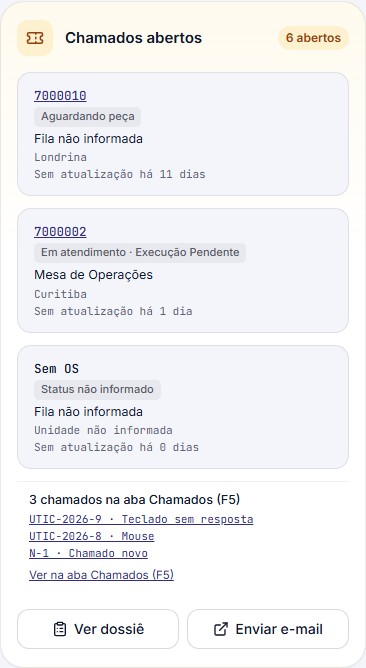 Chamados abertos
6 abertos
7000010
Aguardando peça
Fila não informada
Londrina
Sem atualização há 11 dias
7000002
Em atendimento · Execução Pendente
Mesa de Operações
Curitiba
Sem atualização há 1 dia
Sem OS
Status não informado
Fila não informada
Unidade não informada
Sem atualização há 0 dias
3 chamados na aba Chamados (F5)
UTIC-2026-9 · Teclado sem resposta
UTIC-2026-8 · Mouse
N-1 · Chamado novo
Ver na aba Chamados (F5)
Ver dossiê
Enviar e-mail